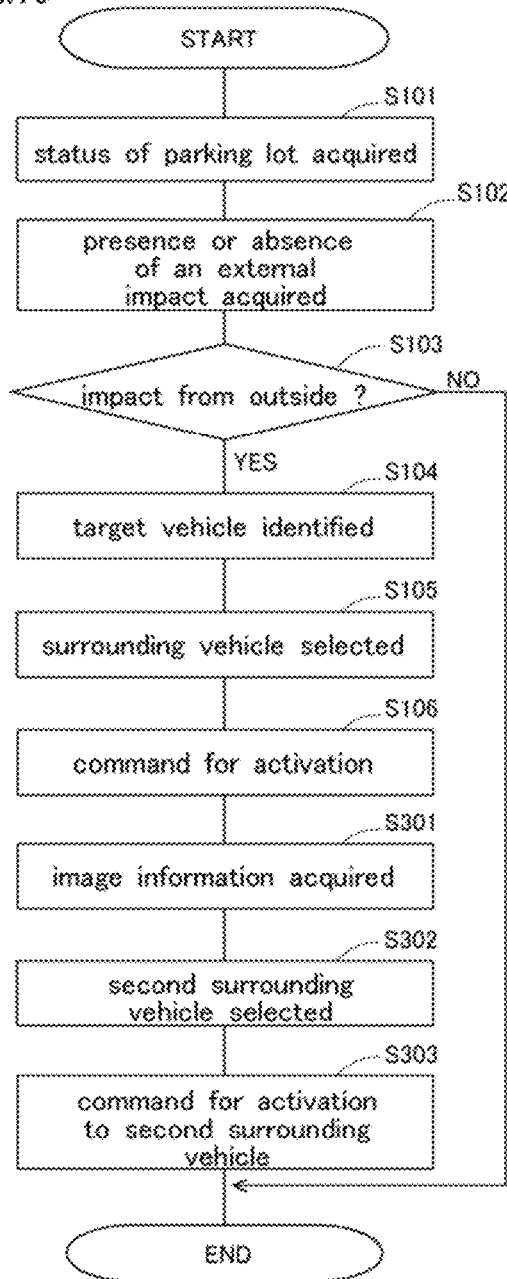 START
S101
status of parking lot acquired
S102
presence or absence
of an external
impact acquired
S103
impact from outside ?
NO
YES
S104
target vehicle identified
S105
surrounding vehicle selected
S106
command for activation
S301
image information acquired
S302
second surrounding
vehicle selected
S303
command for activation
to second surrounding
vehicle
END